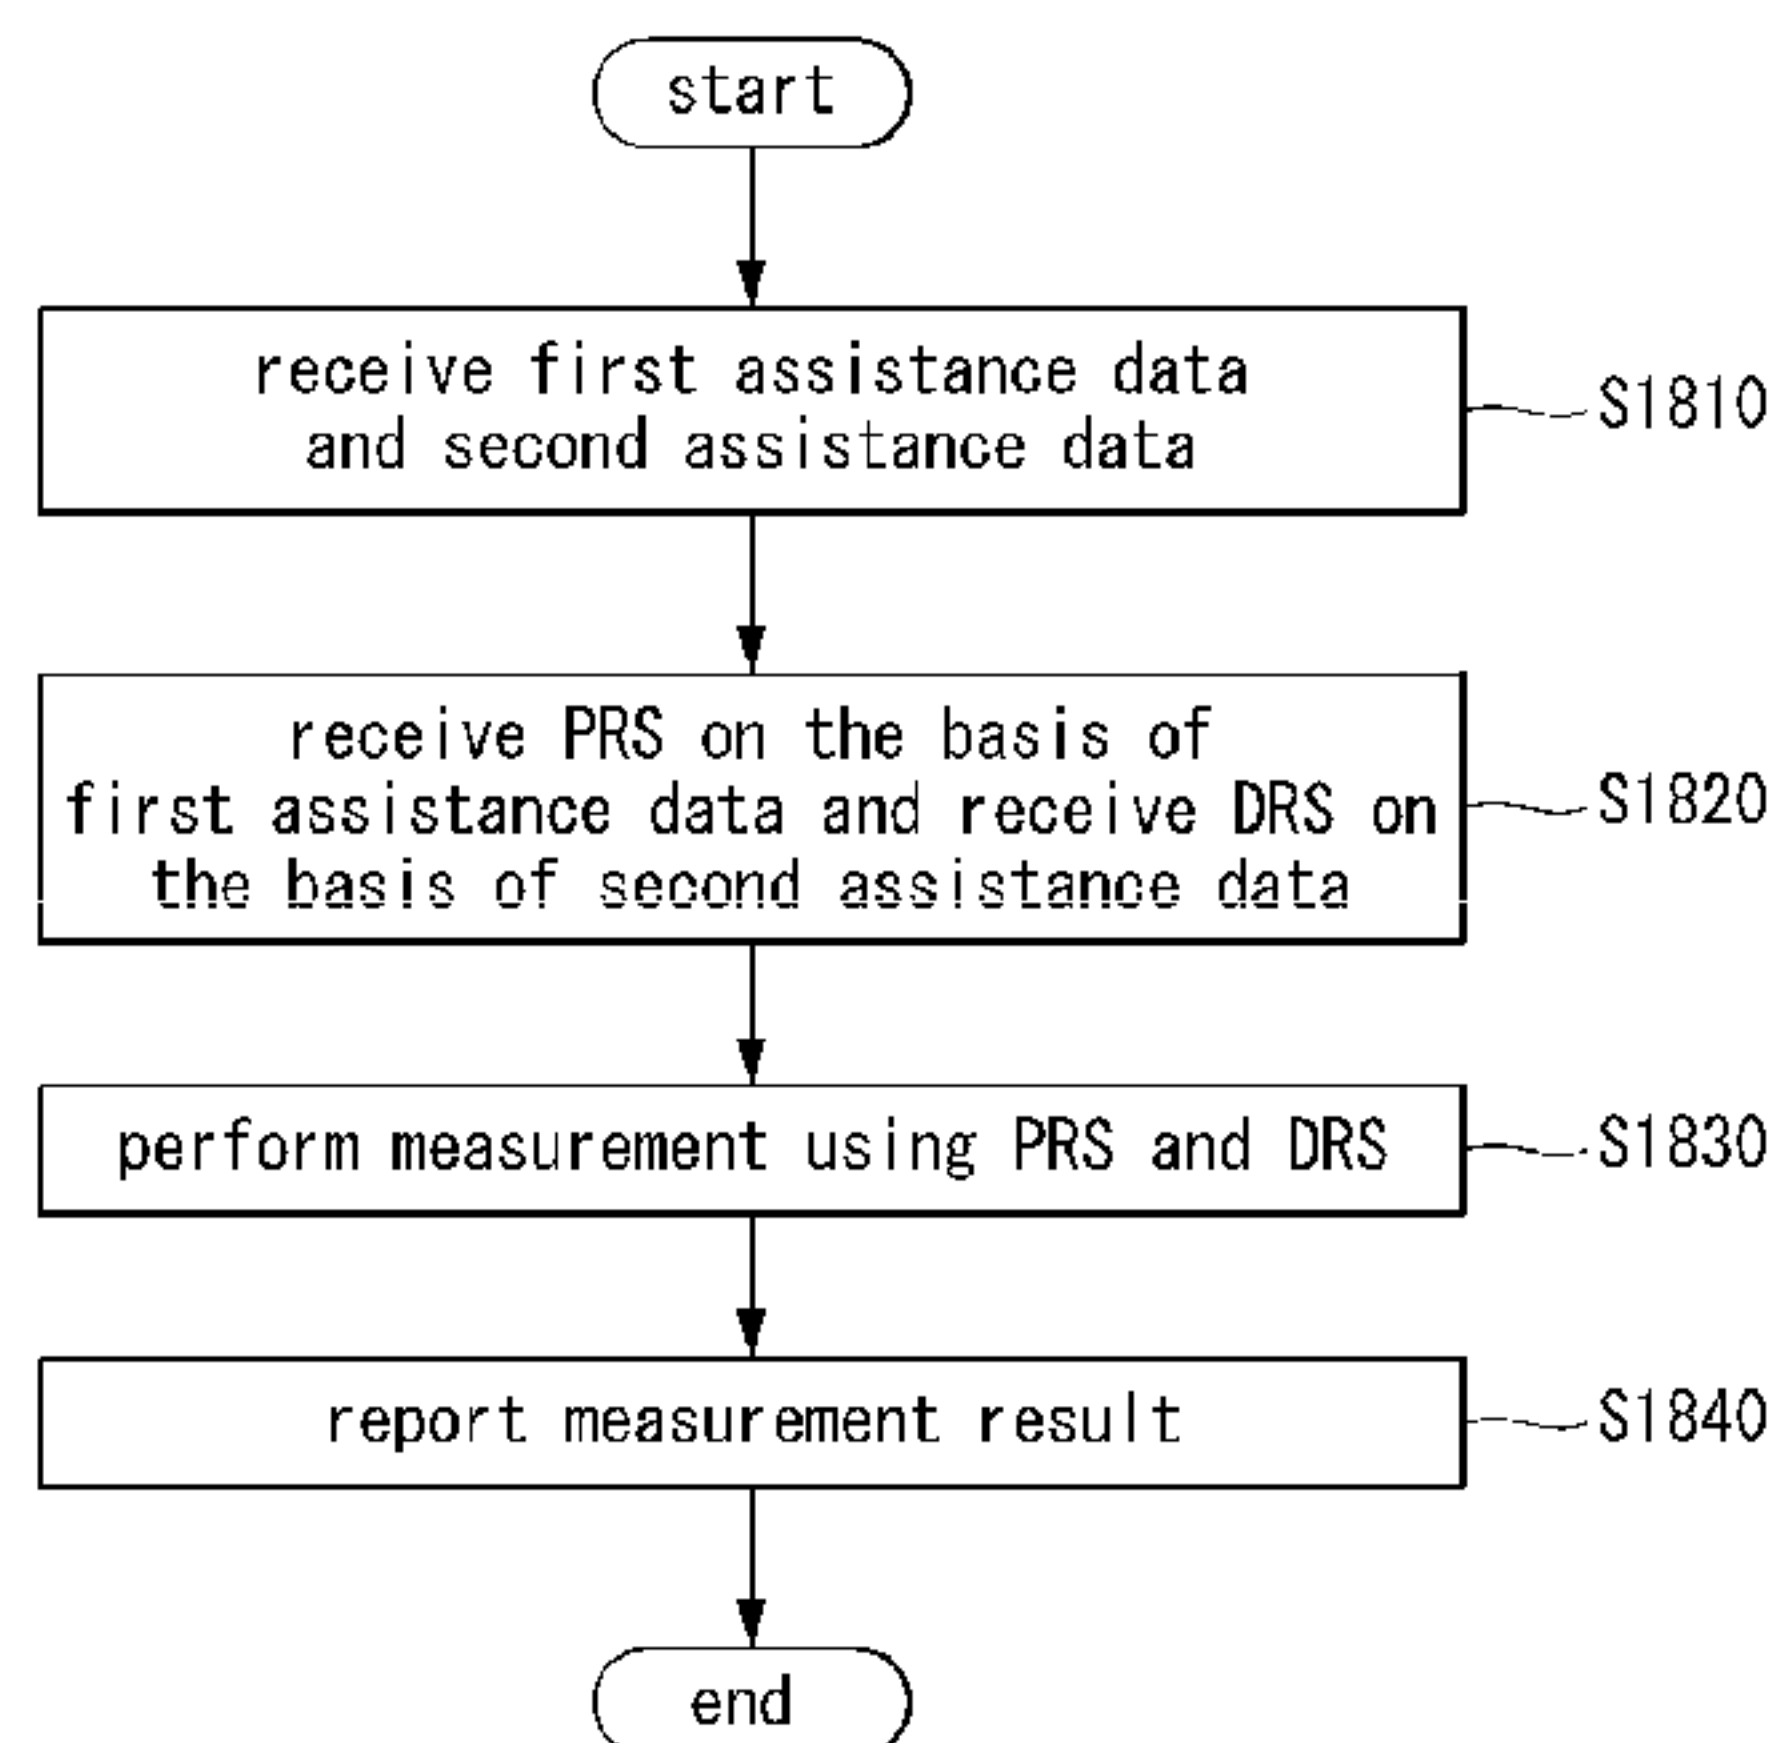 start
receive first assistance data
and second assistance data
S1810
receive PRS on the basis of
first assistance data and receive DRS on
the basis of second assistance data
S1820
perform measurement using PRS and DRS
S1830
report measurement result
S1840
end